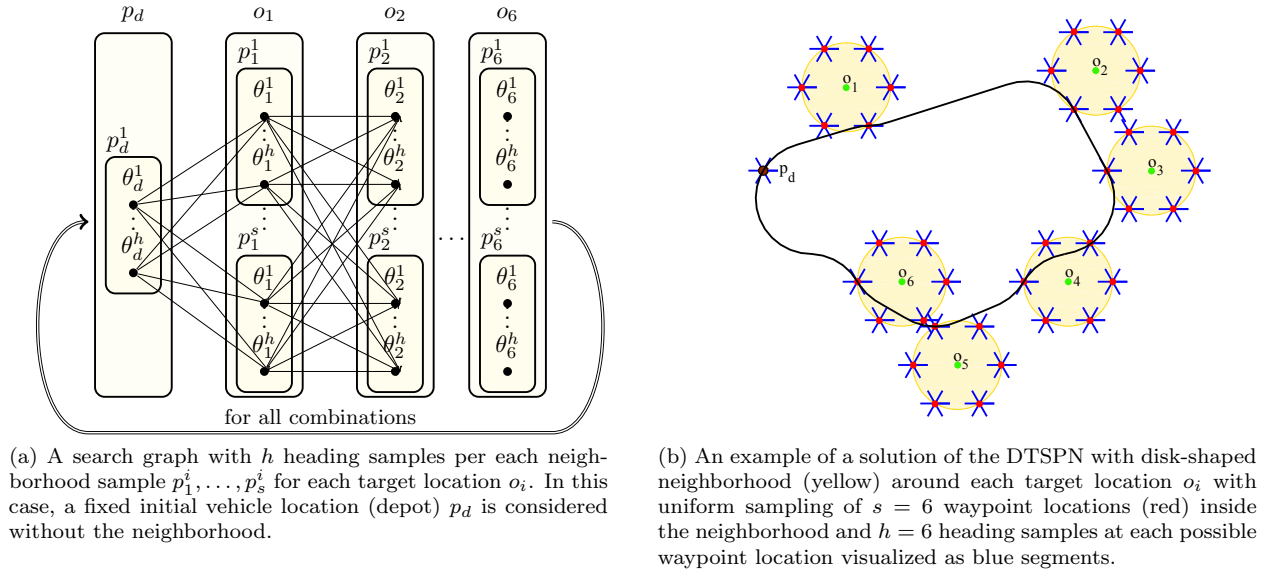 p_d o_1 o_2 o_6
p_1^1 p_2^1 p_6^1
θ_1^1 θ_2^1 θ_6^1
p_d^1
θ_1^h θ_2^h θ_6^h
θ_d^1
θ_d^h
p_1^s p_2^s ... p_6^s
θ_1^1 θ_2^1 θ_6^1
θ_1^h θ_2^h θ_6^h
for all combinations
(a) A search graph with h heading samples per each neigh-
borhood sample p_1^i, . . . , p_s^i for each target location o_i. In this
case, a fixed initial vehicle location (depot) p_d is considered
without the neighborhood.
o_1
o_2
o_3
p_d
o_4
o_6
o_5
(b) An example of a solution of the DTSPN with disk-shaped
neighborhood (yellow) around each target location o_i with
uniform sampling of s = 6 waypoint locations (red) inside
the neighborhood and h = 6 heading samples at each possible
waypoint location visualized as blue segments.